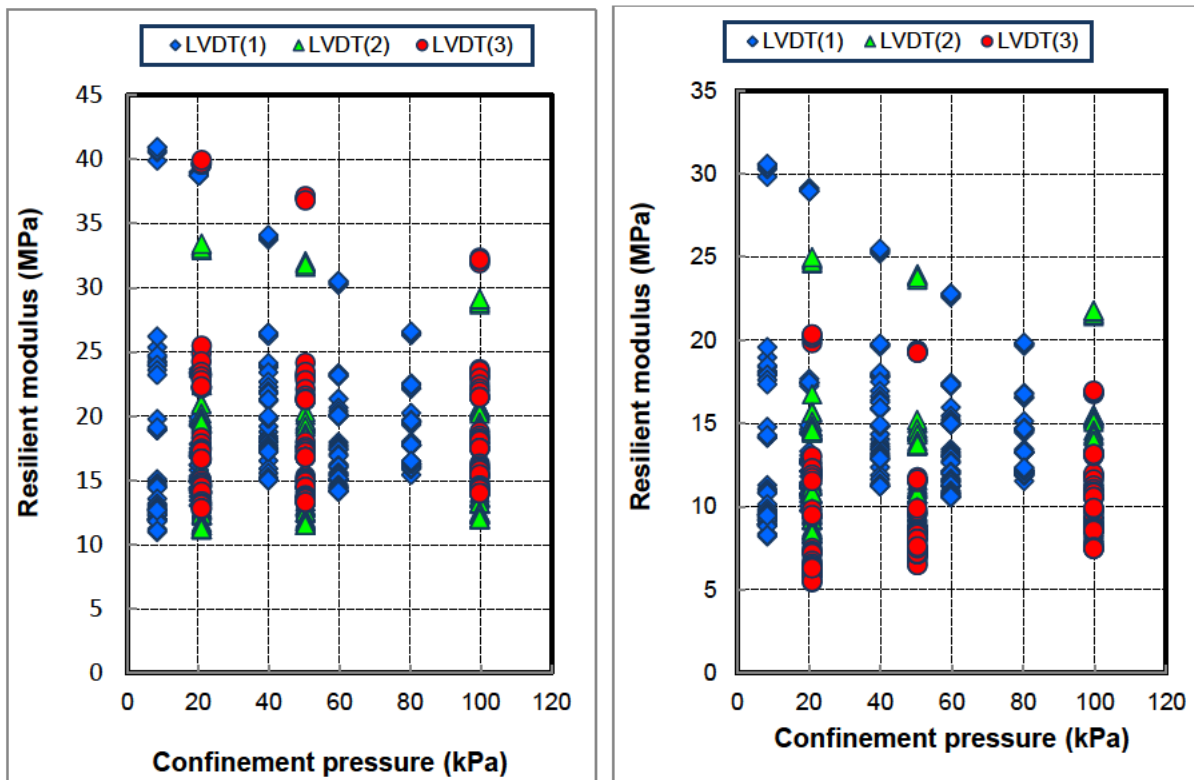 LVDT(1) LVDT(2) LVDT(3)
45
40
35
30
25
20
15
10
5
0
Resilient modulus (MPa)
0 20 40 60 80 100 120
Confinement pressure (kPa)
LVDT(1) LVDT(2) LVDT(3)
35
30
25
20
15
10
5
0
Resilient modulus (MPa)
0 20 40 60 80 100 120
Confinement pressure (kPa)